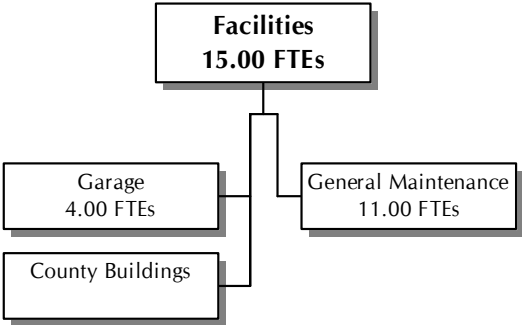 Facilities
15.00 FTEs
Garage
4.00 FTEs
General Maintenance
11.00 FTEs
County Buildings